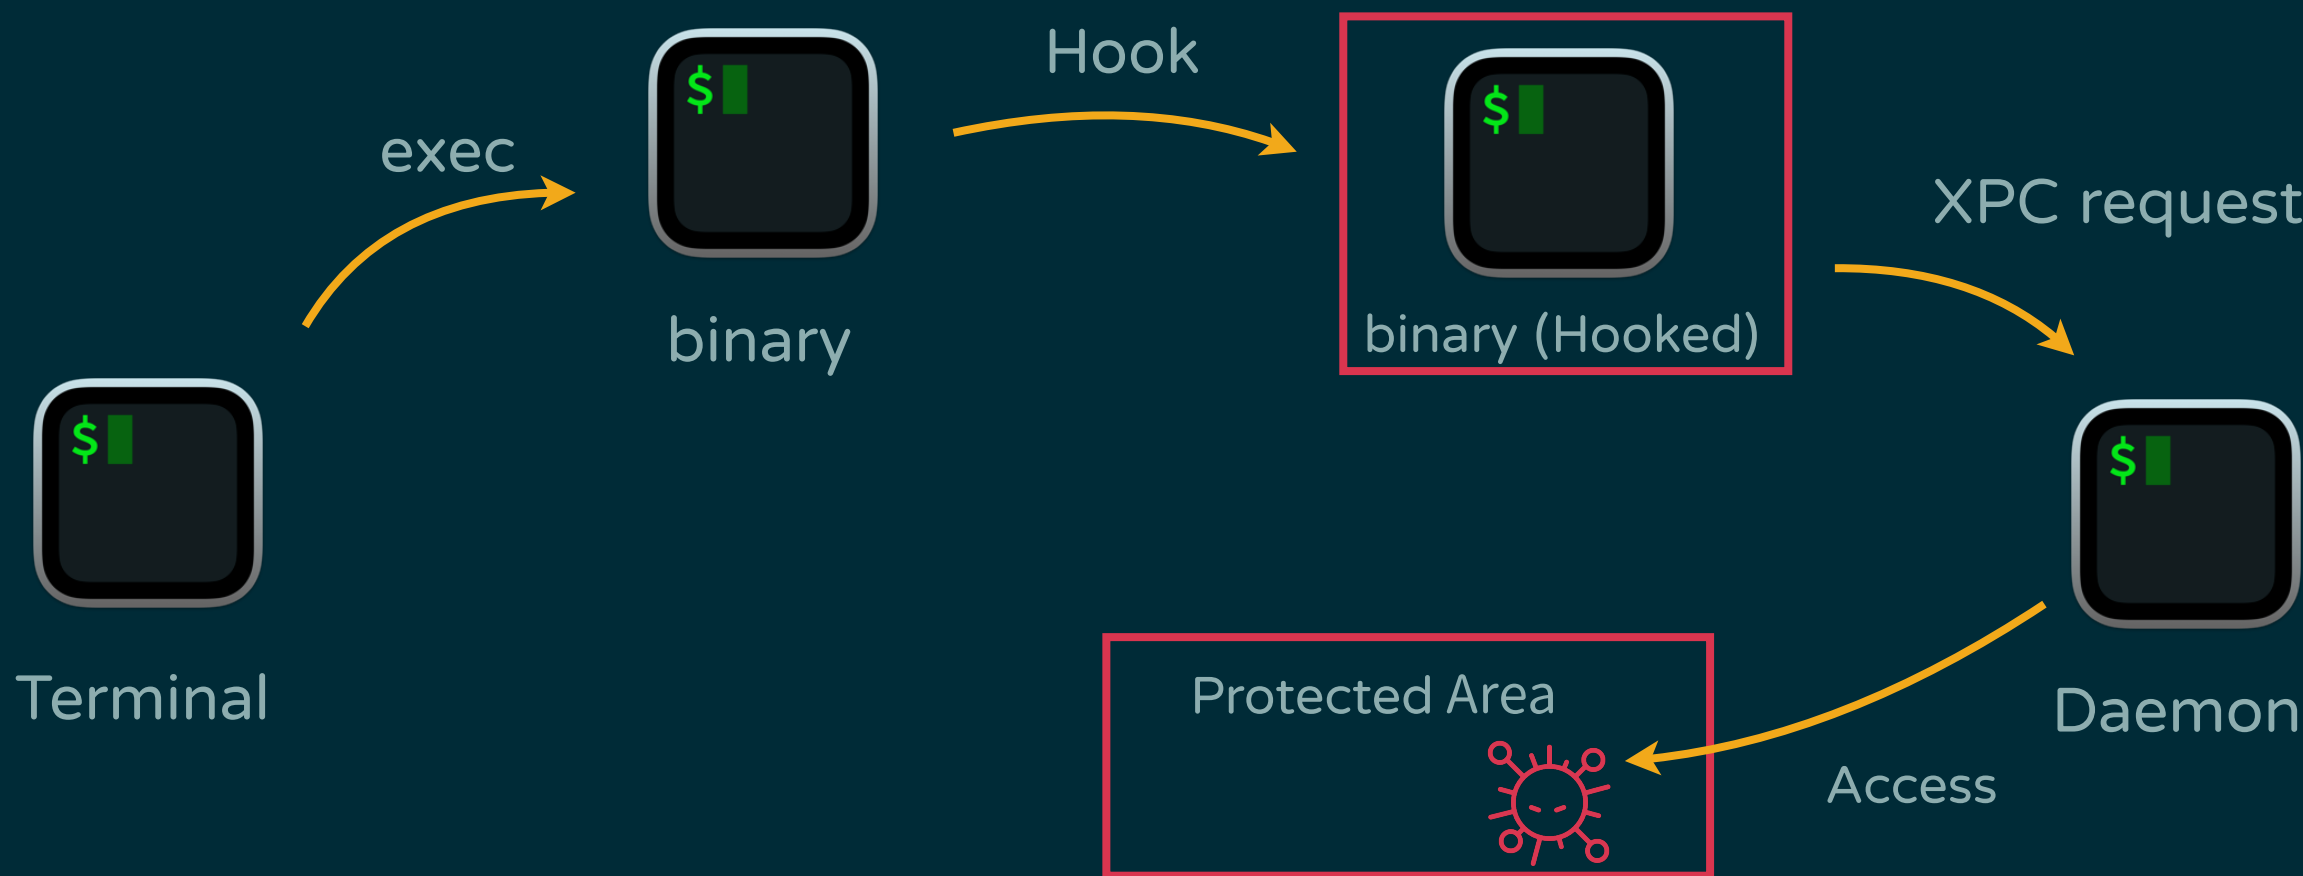 exec
$
binary
Hook
$
binary (Hooked)
XPC request
$
Terminal
$
Daemon
Access
Protected Area